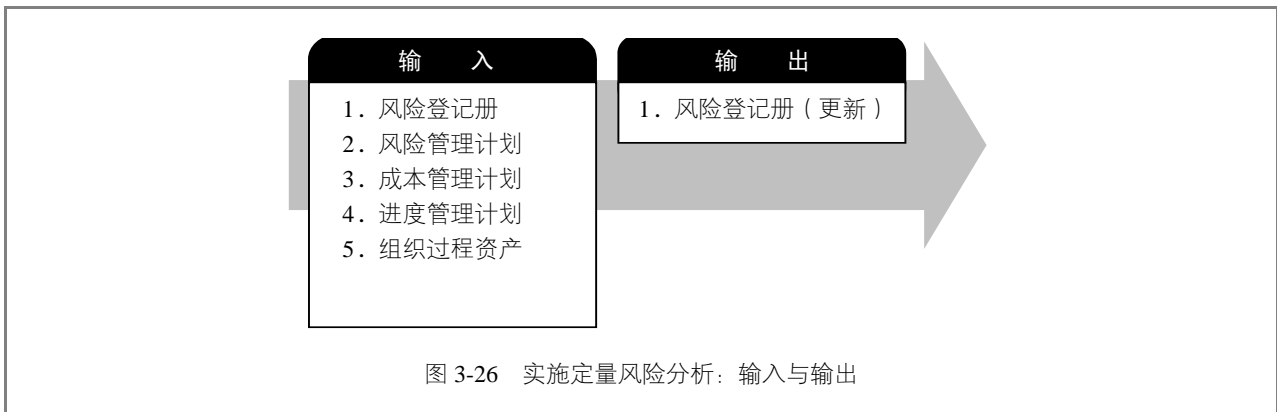 输 入
1．风险登记册
2．风险管理计划
3．成本管理计划
4．进度管理计划
5．组织过程资产
输 出
1．风险登记册（更新）
图 3-26 实施定量风险分析：输入与输出